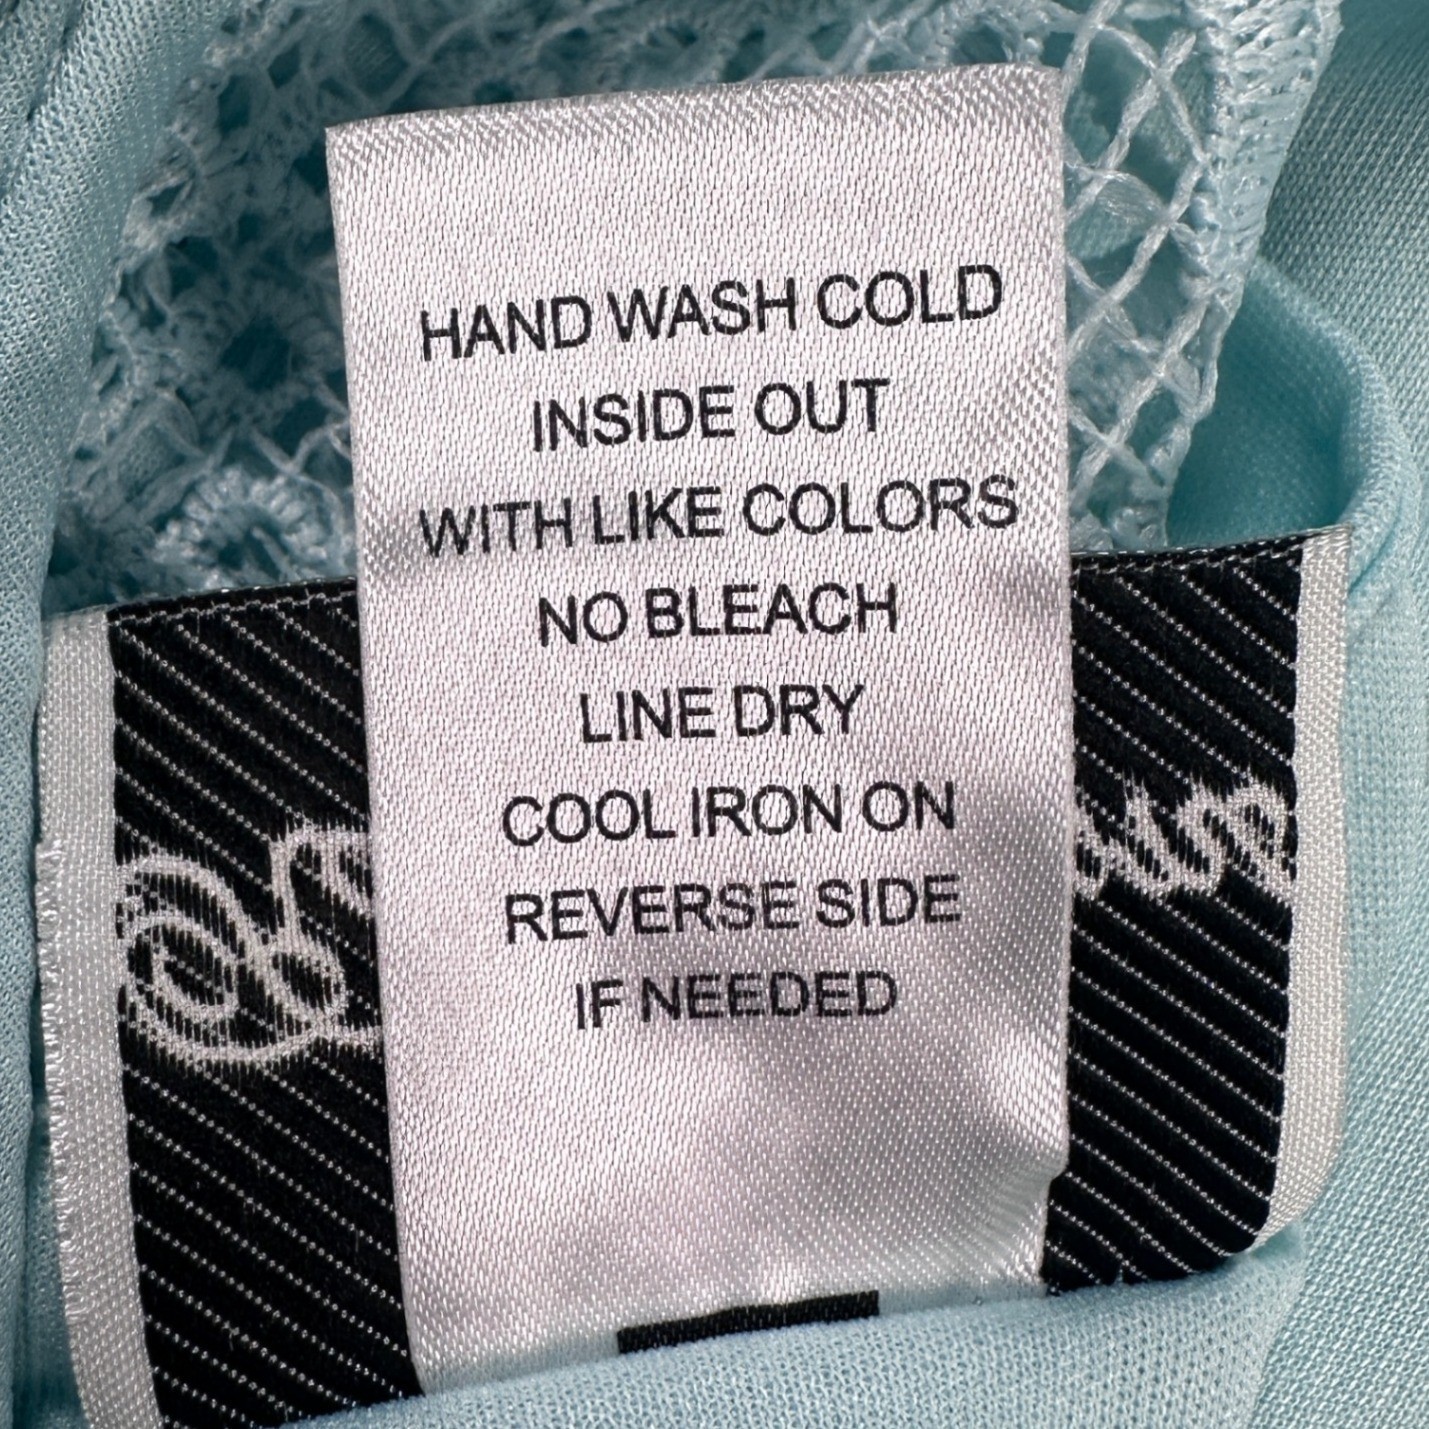 HAND WASH COLD
INSIDE OUT
WITH LIKE COLORS
NO BLEACH
LINE DRY
COOL IRON ON
REVERSE SIDE
IF NEEDED